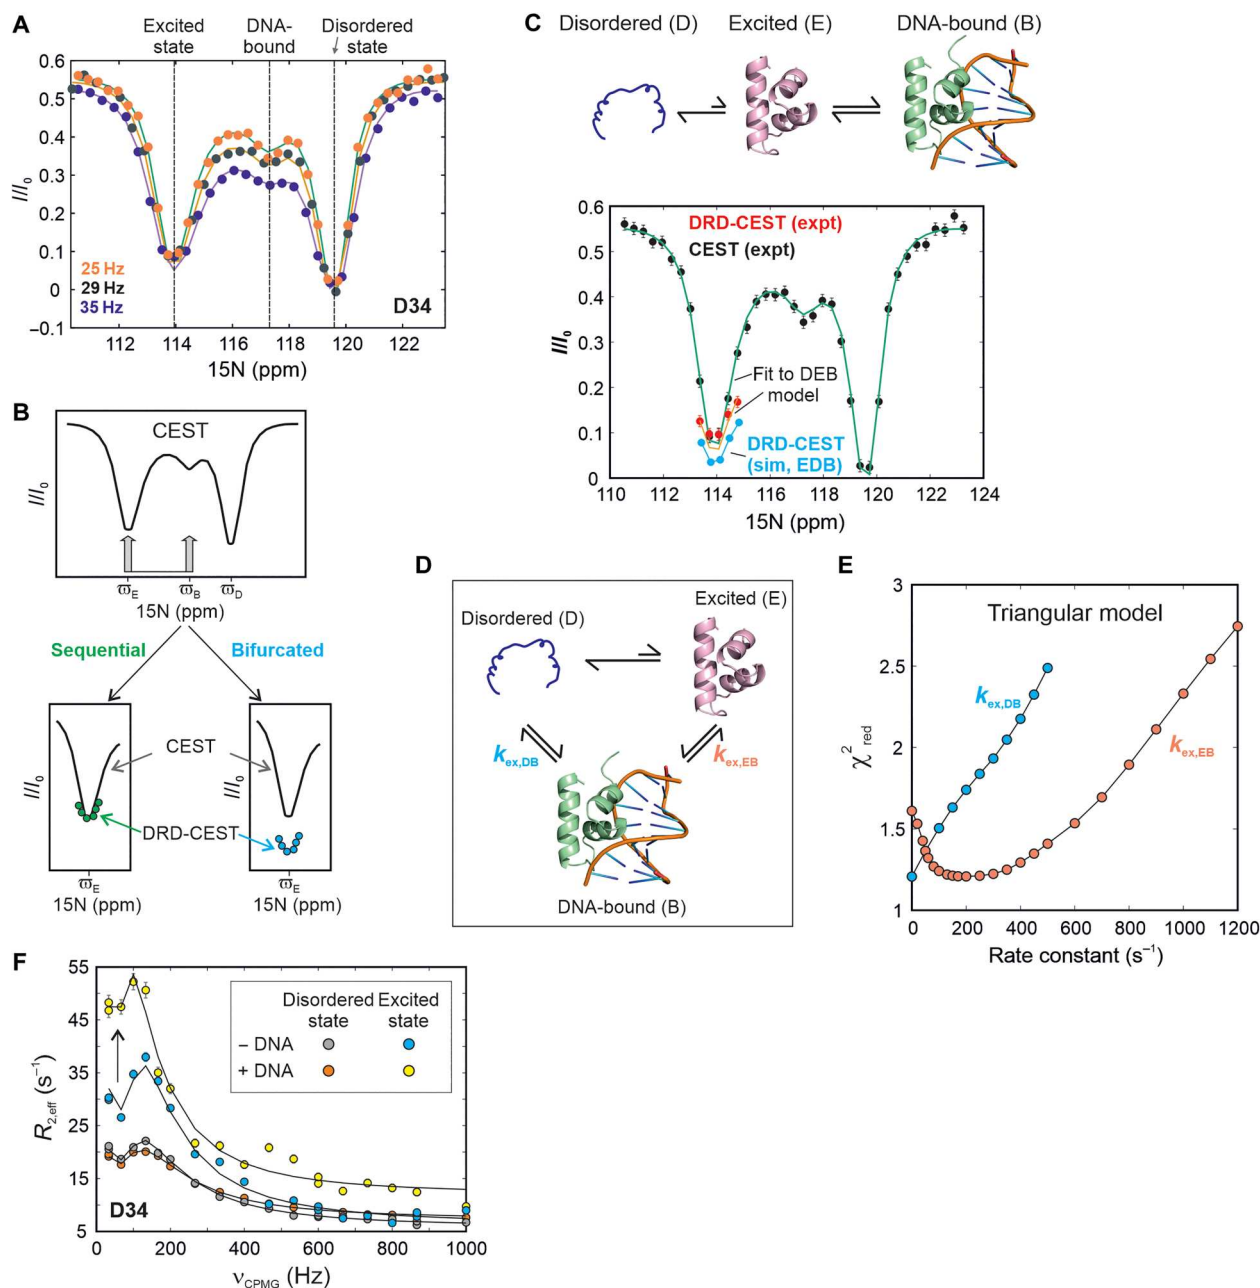 A
Excited state
DNA-bound
Disordered state
0.6
0.5
0.4
0.3
0.2
0.1
0
−0.1
I/I0
25 Hz
29 Hz
35 Hz
D34
112 114 116 118 120 122
15N (ppm)
B
CEST
I/I0
ϖE ϖB ϖD
15N (ppm)
Sequential
Bifurcated
CEST
I/I0
I/I0
DRD-CEST
ϖE
15N (ppm)
ϖE
15N (ppm)
C
Disordered (D)
Excited (E)
DNA-bound (B)
0.6
0.5
0.4
0.3
0.2
0.1
0
I/I0
DRD-CEST (expt)
CEST (expt)
Fit to DEB
model
DRD-CEST
(sim, EDB)
110 112 114 116 118 120 122 124
15N (ppm)
D
Disordered (D)
Excited (E)
kex,DB
kex,EB
DNA-bound (B)
E
3
2.5
2
1.5
1
χ2red
Triangular model
kex,DB
kex,EB
0 200 400 600 800 1000 1200
Rate constant (s−1)
F
55
45
35
25
15
5
R2,eff (s−1)
Disordered state
Excited state
− DNA
+ DNA
D34
0 200 400 600 800 1000
νCPMG (Hz)